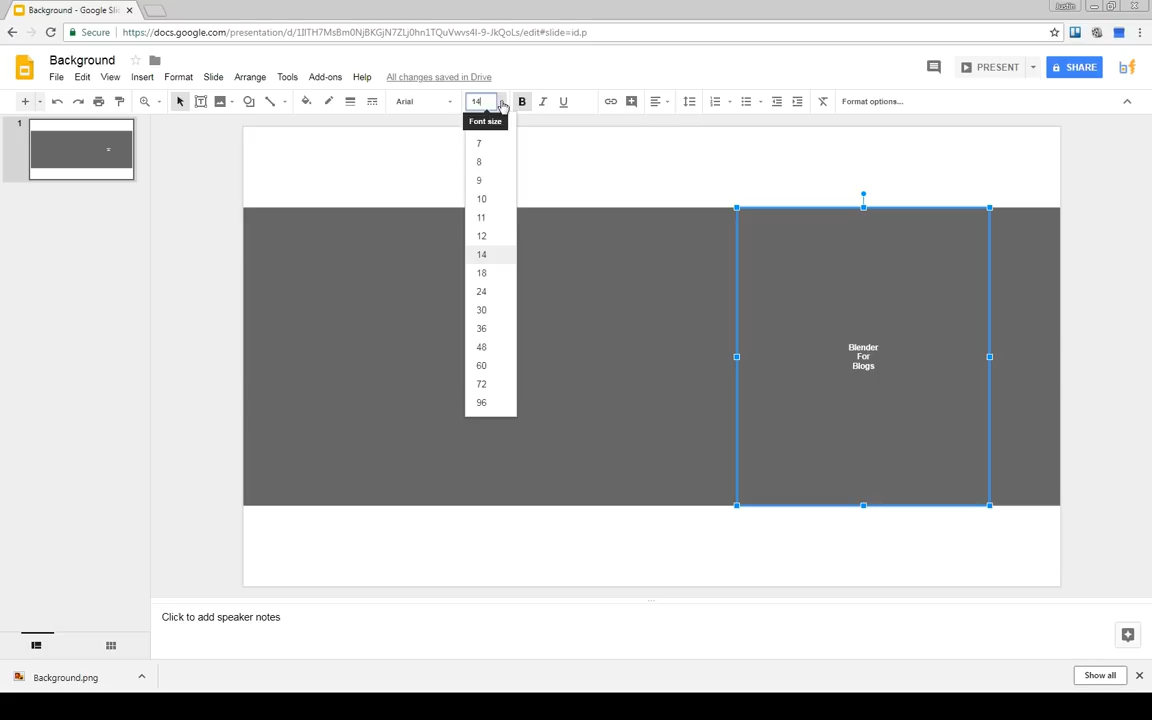 Background - Google Slid
Justin
Secure
https://docs.google.com/presentation/d/1IITH7MsBm0NjBKGjN7ZLj0hn1TQuVwvs4I-9-JkQoLs/edit#slide=id.p
Background
File Edit View Insert Format Slide Arrange Tools Add-ons Help All changes saved in Drive
PRESENT
SHARE
Arial
14
B I U
Format options...
Font size
1
7
8
9
10
11
12
14
18
24
30
36
48
60
72
96
Blender
For
Blogs
Click to add speaker notes
Background.png
Show all